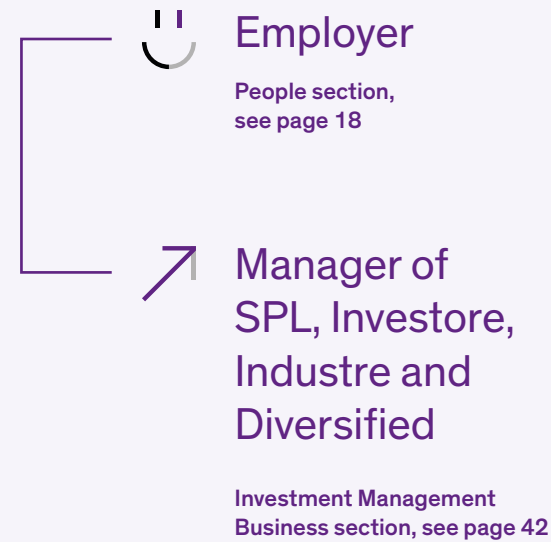 Employer
People section,
see page 18
Manager of
SPL, Investore,
Industre and
Diversified
Investment Management
Business section, see page 42